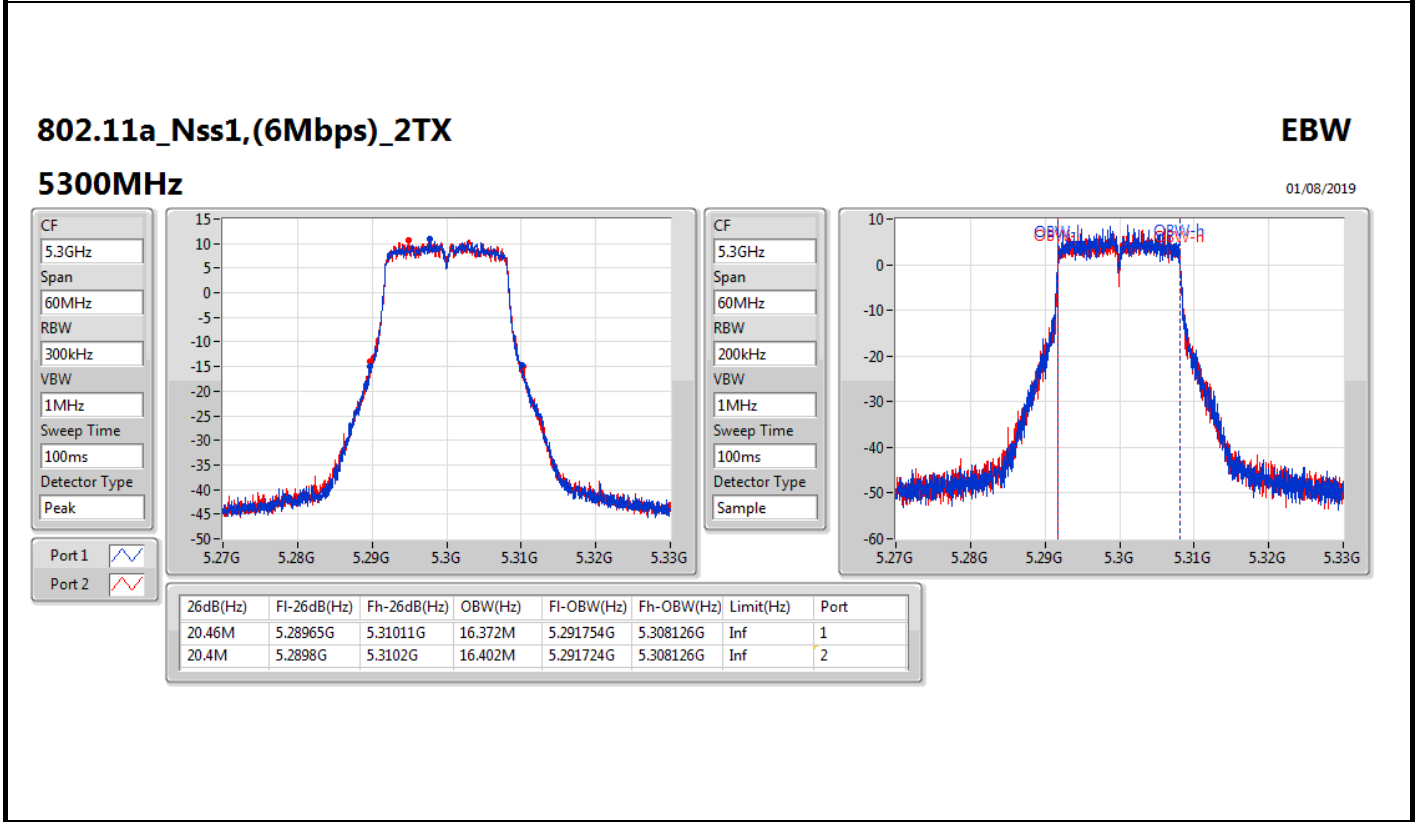 802.11a_Nss1,(6Mbps)_2TX
EBW
5300MHz
01/08/2019
CF
5.3GHz
Span
60MHz
RBW
300kHz
VBW
1MHz
Sweep Time
100ms
Detector Type
Peak
Port 1
Port 2
15
10
5
0
-5
-10
-15
-20
-25
-30
-35
-40
-45
-50
5.27G 5.28G 5.29G 5.3G 5.31G 5.32G 5.33G
CF
5.3GHz
Span
60MHz
RBW
200kHz
VBW
1MHz
Sweep Time
100ms
Detector Type
Sample
10
0
-10
-20
-30
-40
-50
-60
OBW-h
OBW-h
5.27G 5.28G 5.29G 5.3G 5.31G 5.32G 5.33G
26dB(Hz) Fl-26dB(Hz) Fh-26dB(Hz) OBW(Hz) Fl-OBW(Hz) Fh-OBW(Hz) Limit(Hz) Port
20.46M 5.28965G 5.31011G 16.372M 5.291754G 5.308126G Inf 1
20.4M 5.2898G 5.3102G 16.402M 5.291724G 5.308126G Inf 2